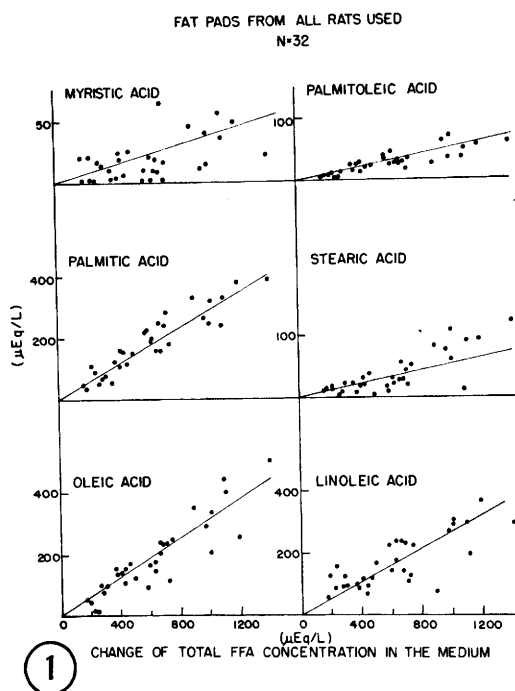 FAT PADS FROM ALL RATS USED
N=32
MYRISTIC ACID
50
PALMITOLEIC ACID
100
PALMITIC ACID
400
200
(μEq/L)
STEARIC ACID
100
OLEIC ACID
400
200
0 400 800 1200
LINOLEIC ACID
400
200
0 400 800 1200
(μEq/L)
1 CHANGE OF TOTAL FFA CONCENTRATION IN THE MEDIUM